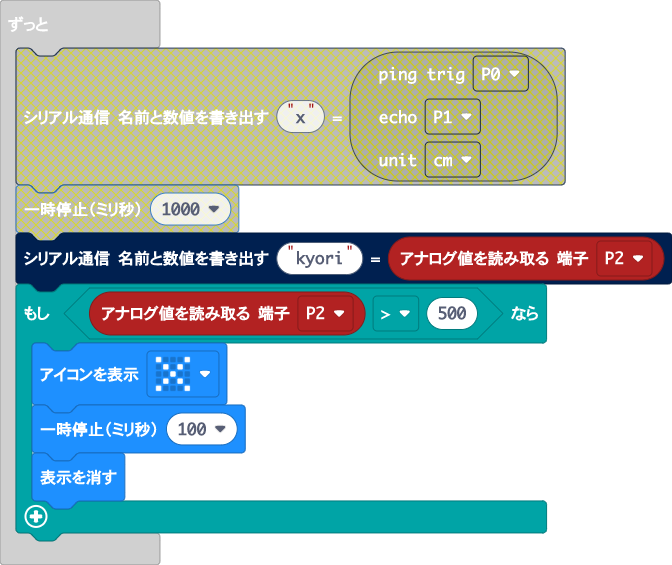 ずっと
ping trig P0
シリアル通信 名前と数値を書き出す "x" = echo P1
unit cm
一時停止(ミリ秒) 1000
シリアル通信 名前と数値を書き出す "kyori" = アナログ値を読み取る 端子 P2
もし アナログ値を読み取る 端子 P2 > 500 なら
アイコンを表示
一時停止(ミリ秒) 100
表示を消す